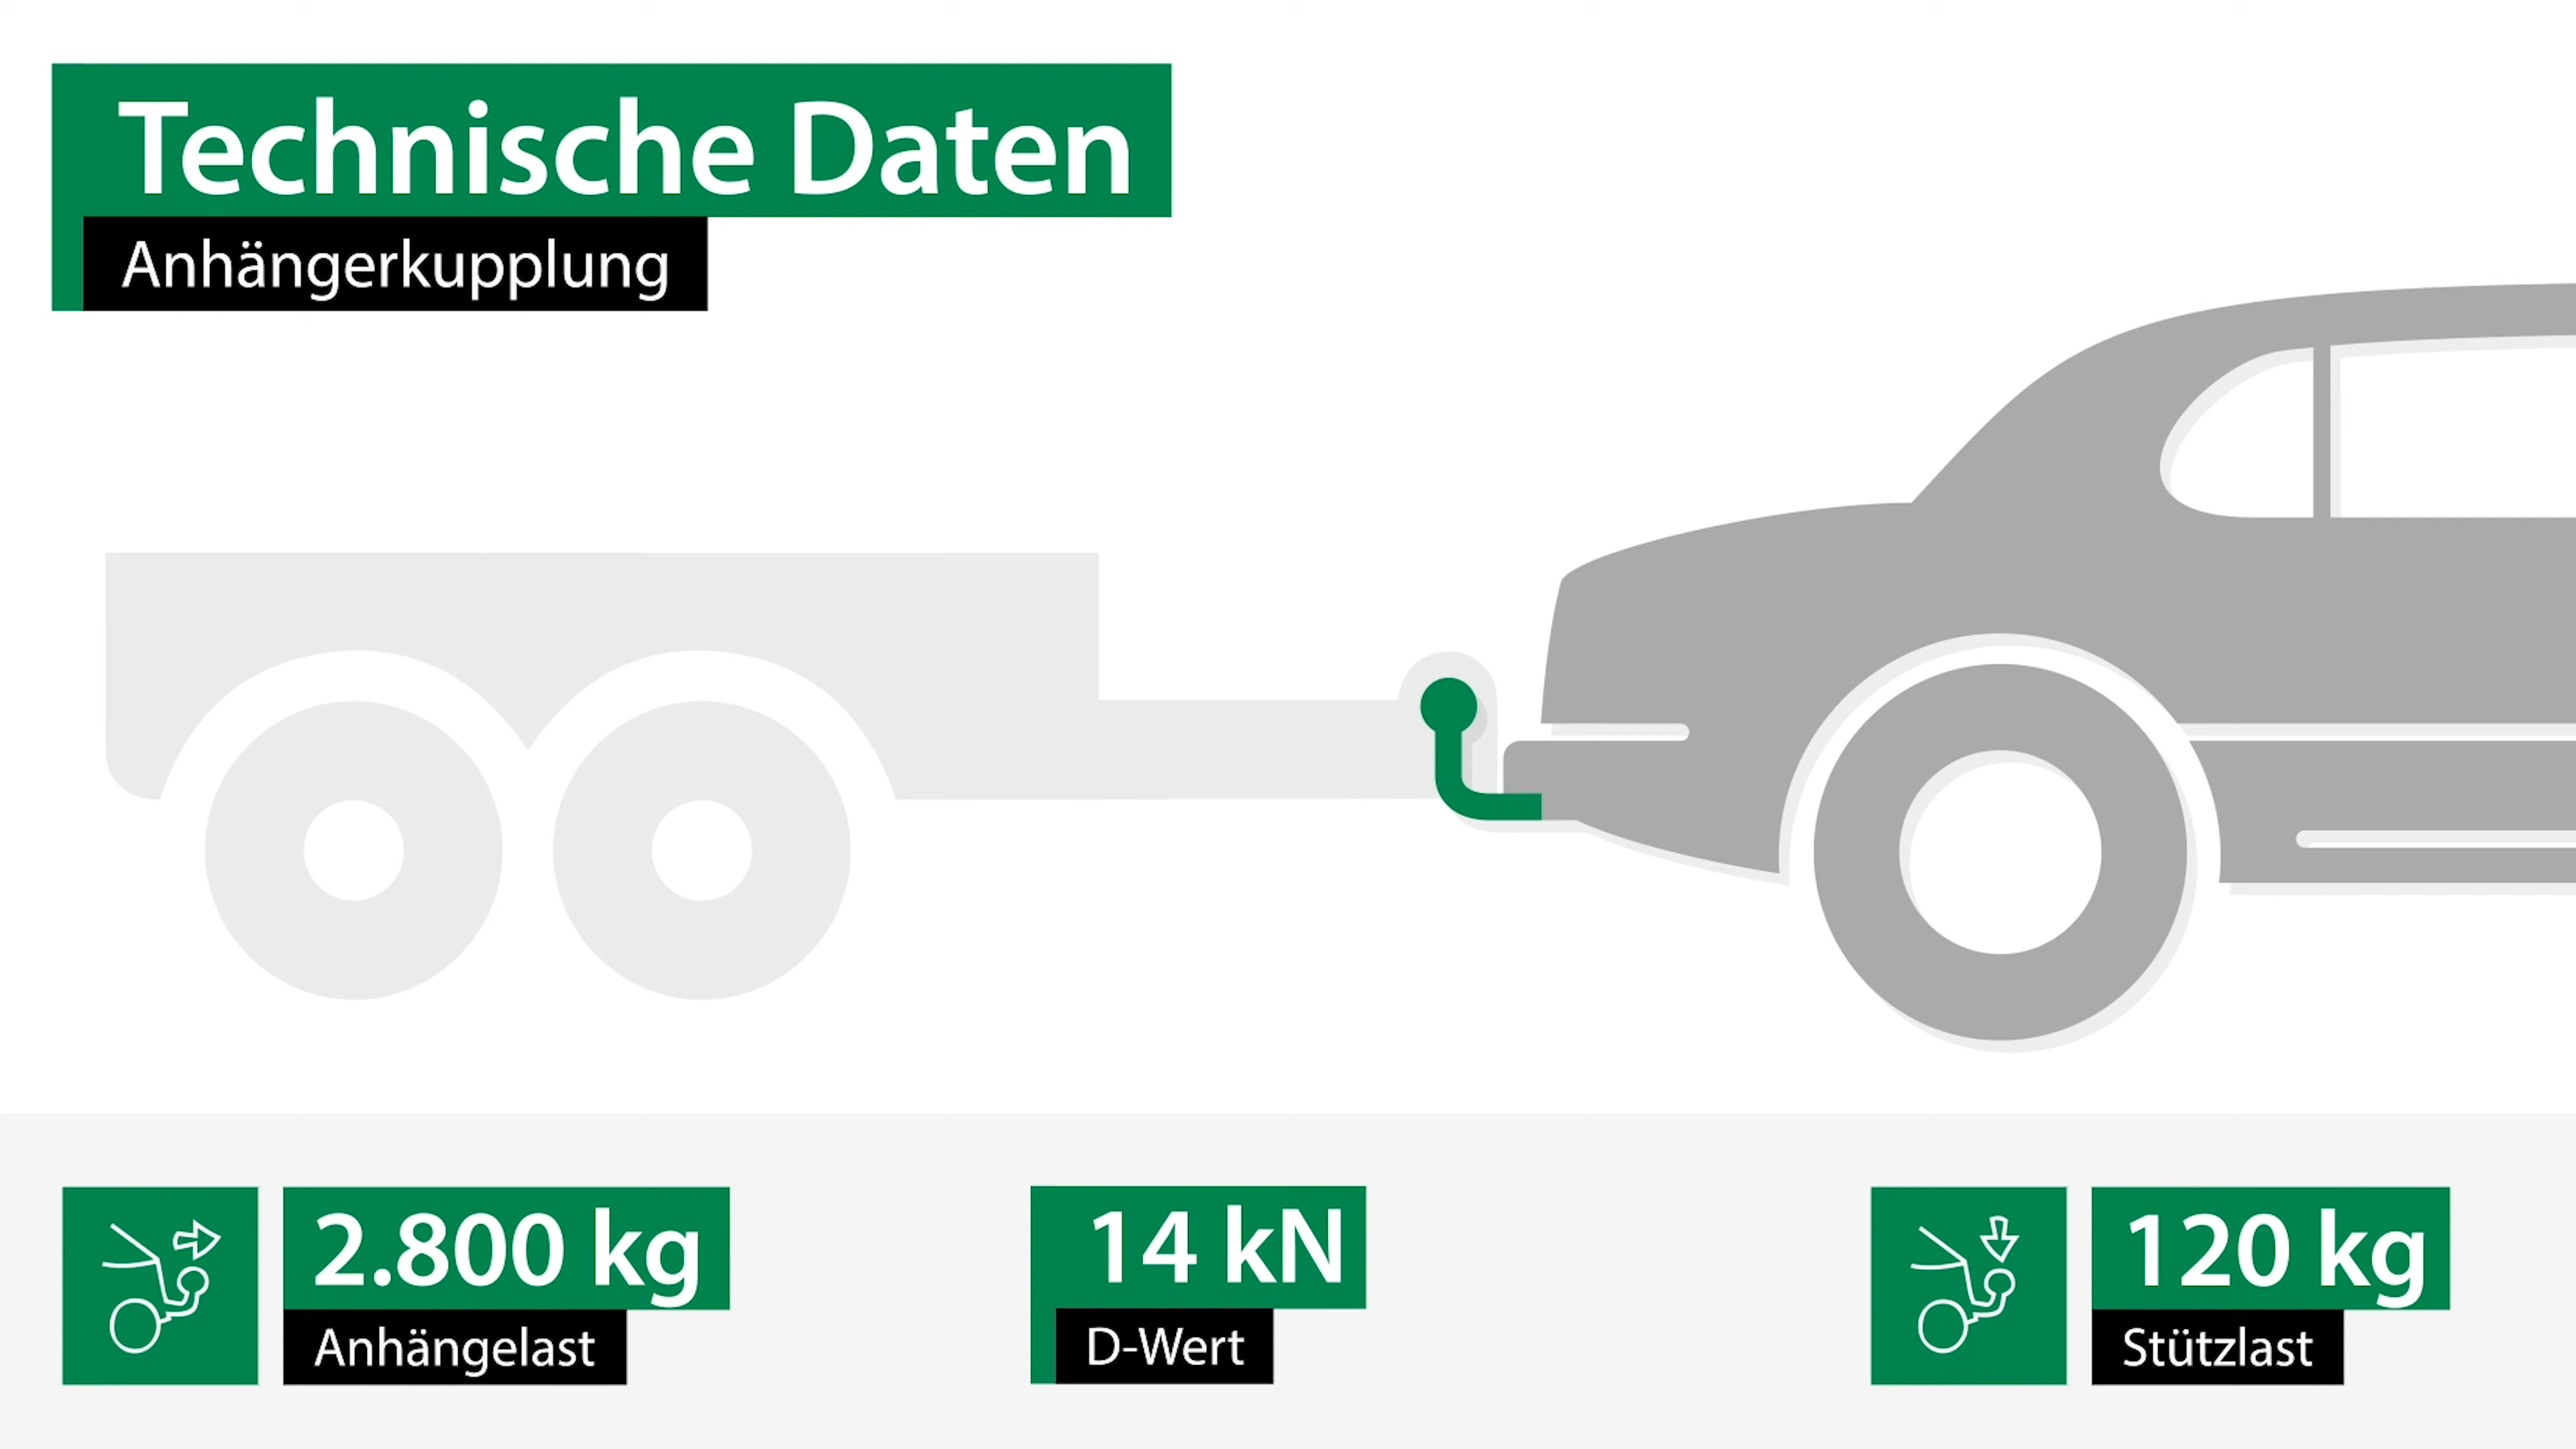 Technische Daten
Anhängerkupplung
2.800 kg
Anhängelast
14 kN
D-Wert
120 kg
Stützlast